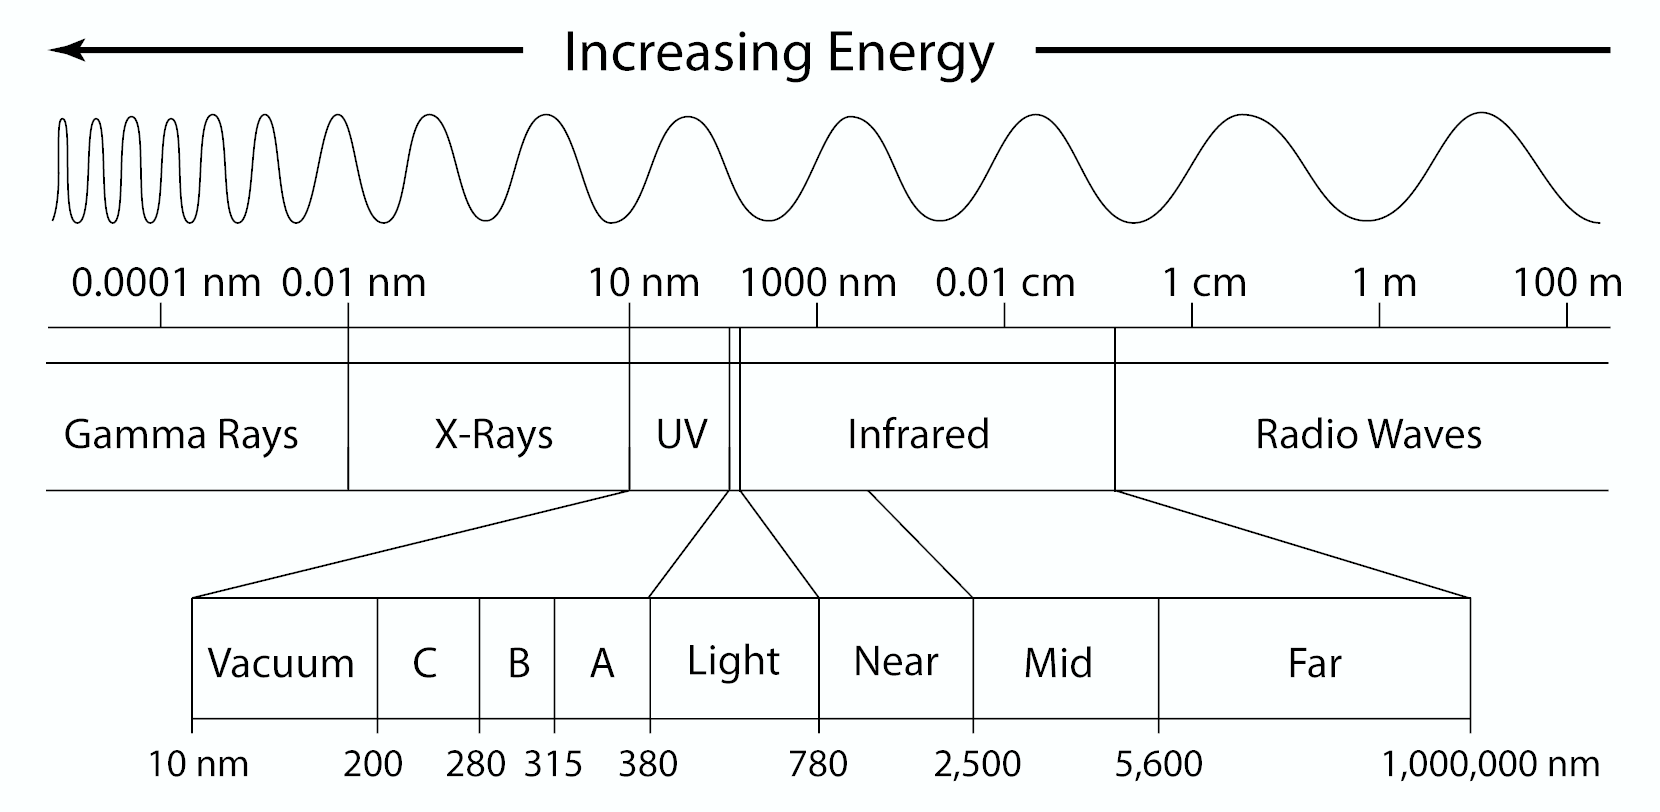 Increasing Energy
0.0001 nm 0.01 nm 10 nm 1000 nm 0.01 cm 1 cm 1 m 100 m
Gamma Rays X-Rays UV Infrared Radio Waves
Vacuum C B A Light Near Mid Far
10 nm 200 280 315 380 780 2,500 5,600 1,000,000 nm